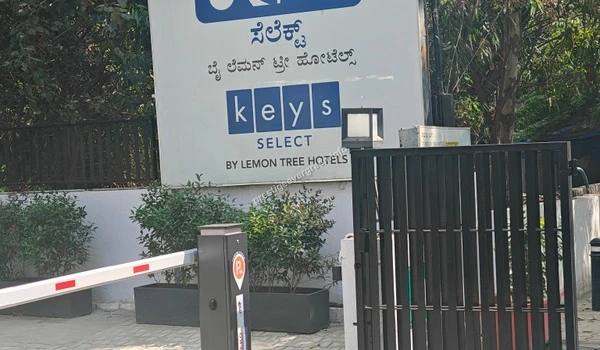 ಸೆಲೆಕ್ಟ್
ಬೈ ಲೆಮನ್ ಟ್ರೀ ಹೋಟೆಲ್ಸ್
keys
SELECT
BY LEMON TREE HOTELS